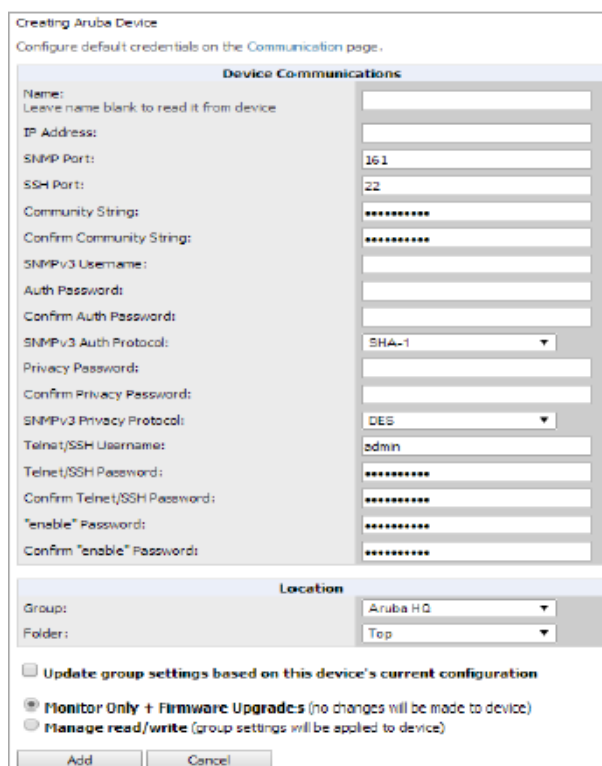 Creating Aruba Device
Configure default credentials on the Communication page.
Device Communications
Name:
Leave name blank to read it from device
IP Address:
SNMP Port: 161
SSH Port: 22
Community String: ••••••••••
Confirm Community String: ••••••••••
SNMPv3 Username:
Auth Password:
Confirm Auth Password:
SNMPv3 Auth Protocol: SHA-1
Privacy Password:
Confirm Privacy Password:
SNMPv3 Privacy Protocol: DES
Telnet/SSH Username: admin
Telnet/SSH Password: ••••••••••
Confirm Telnet/SSH Password: ••••••••••
"enable" Password: ••••••••••
Confirm "enable" Password: ••••••••••
Location
Group: Aruba HQ
Folder: Top
Update group settings based on this device's current configuration
Monitor Only + Firmware Upgrades (no changes will be made to device)
Manage read/write (group settings will be applied to device)
Add Cancel